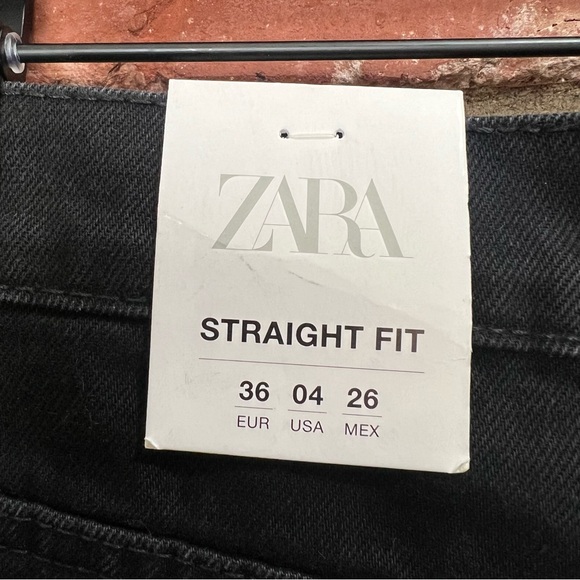 ZARA
STRAIGHT FIT
36 04 26
EUR USA MEX